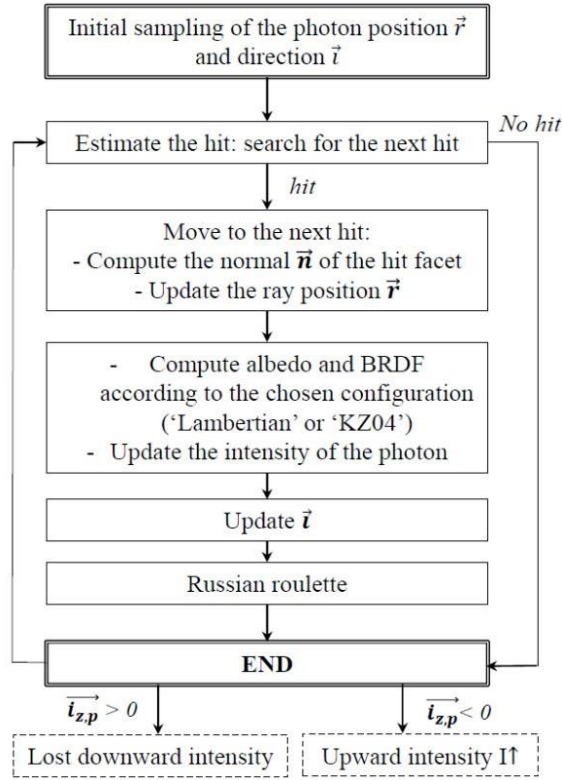 Initial sampling of the photon position r⃗
and direction i⃗
Estimate the hit: search for the next hit
No hit
hit
Move to the next hit:
- Compute the normal n⃗ of the hit facet
- Update the ray position r⃗
- Compute albedo and BRDF
according to the chosen configuration
(‘Lambertian’ or ‘KZ04’)
- Update the intensity of the photon
Update i⃗
Russian roulette
END
i_z,p⃗ > 0
i_z,p⃗ < 0
Lost downward intensity
Upward intensity I↑